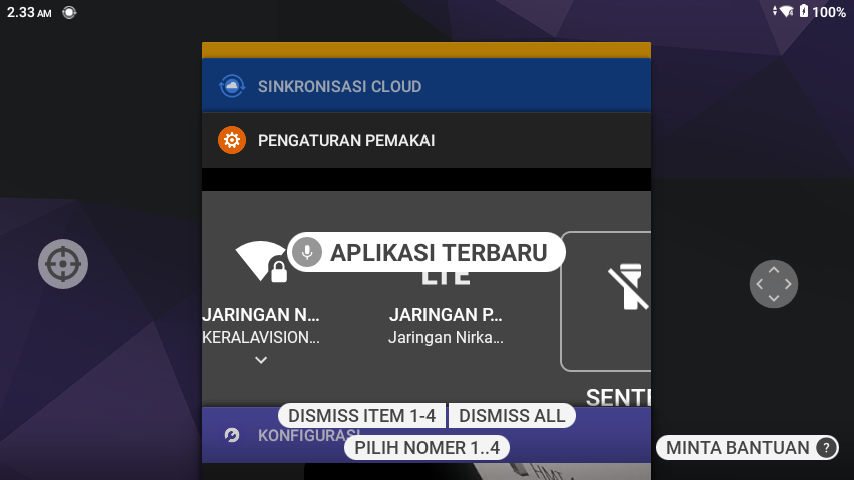 2.33 AM
100%
SINKRONISASI CLOUD
PENGATURAN PEMAKAI
APLIKASI TERBARU
LTE
JARINGAN N...
JARINGAN P...
KERALAVISION...
Jaringan Nirka...
DISMISS ITEM 1-4
DISMISS ALL
KONFIGURASI
PILIH NOMER 1..4
MINTA BANTUAN ?